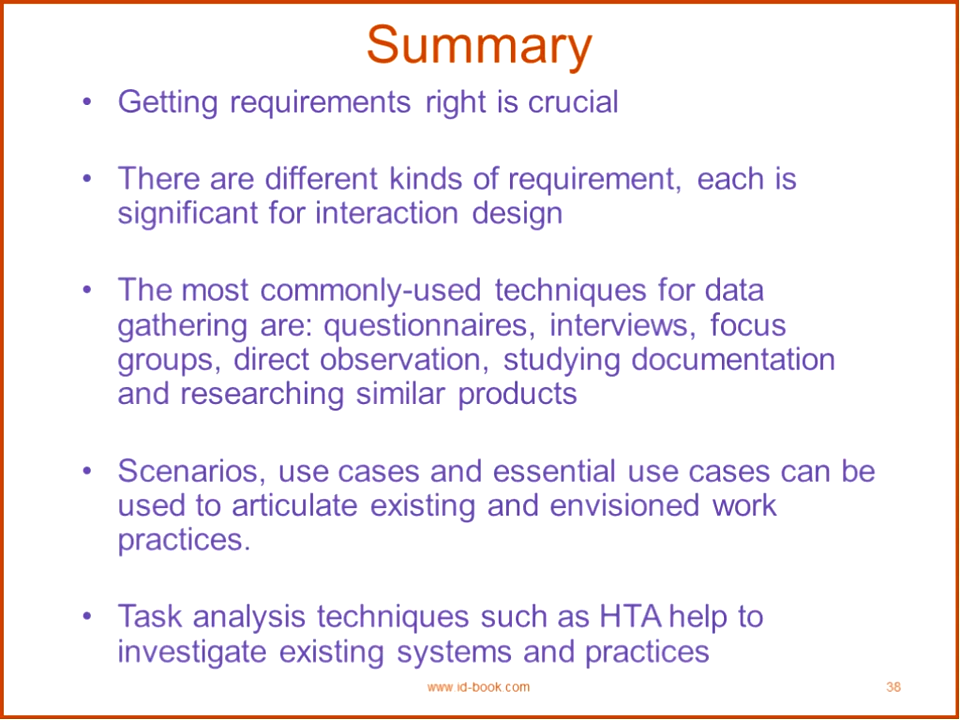 Summary
• Getting requirements right is crucial
• There are different kinds of requirement, each is
significant for interaction design
• The most commonly-used techniques for data
gathering are: questionnaires, interviews, focus
groups, direct observation, studying documentation
and researching similar products
• Scenarios, use cases and essential use cases can be
used to articulate existing and envisioned work
practices.
• Task analysis techniques such as HTA help to
investigate existing systems and practices
www.id-book.com
38